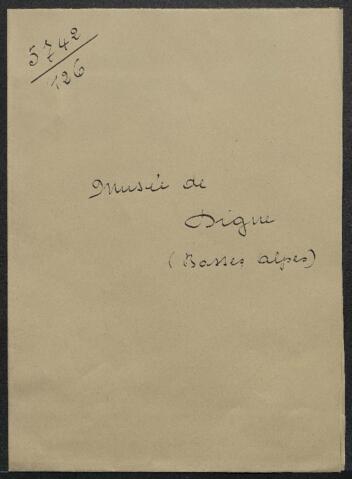 5742
126
Musée de
Digne
(Basses Alpes)